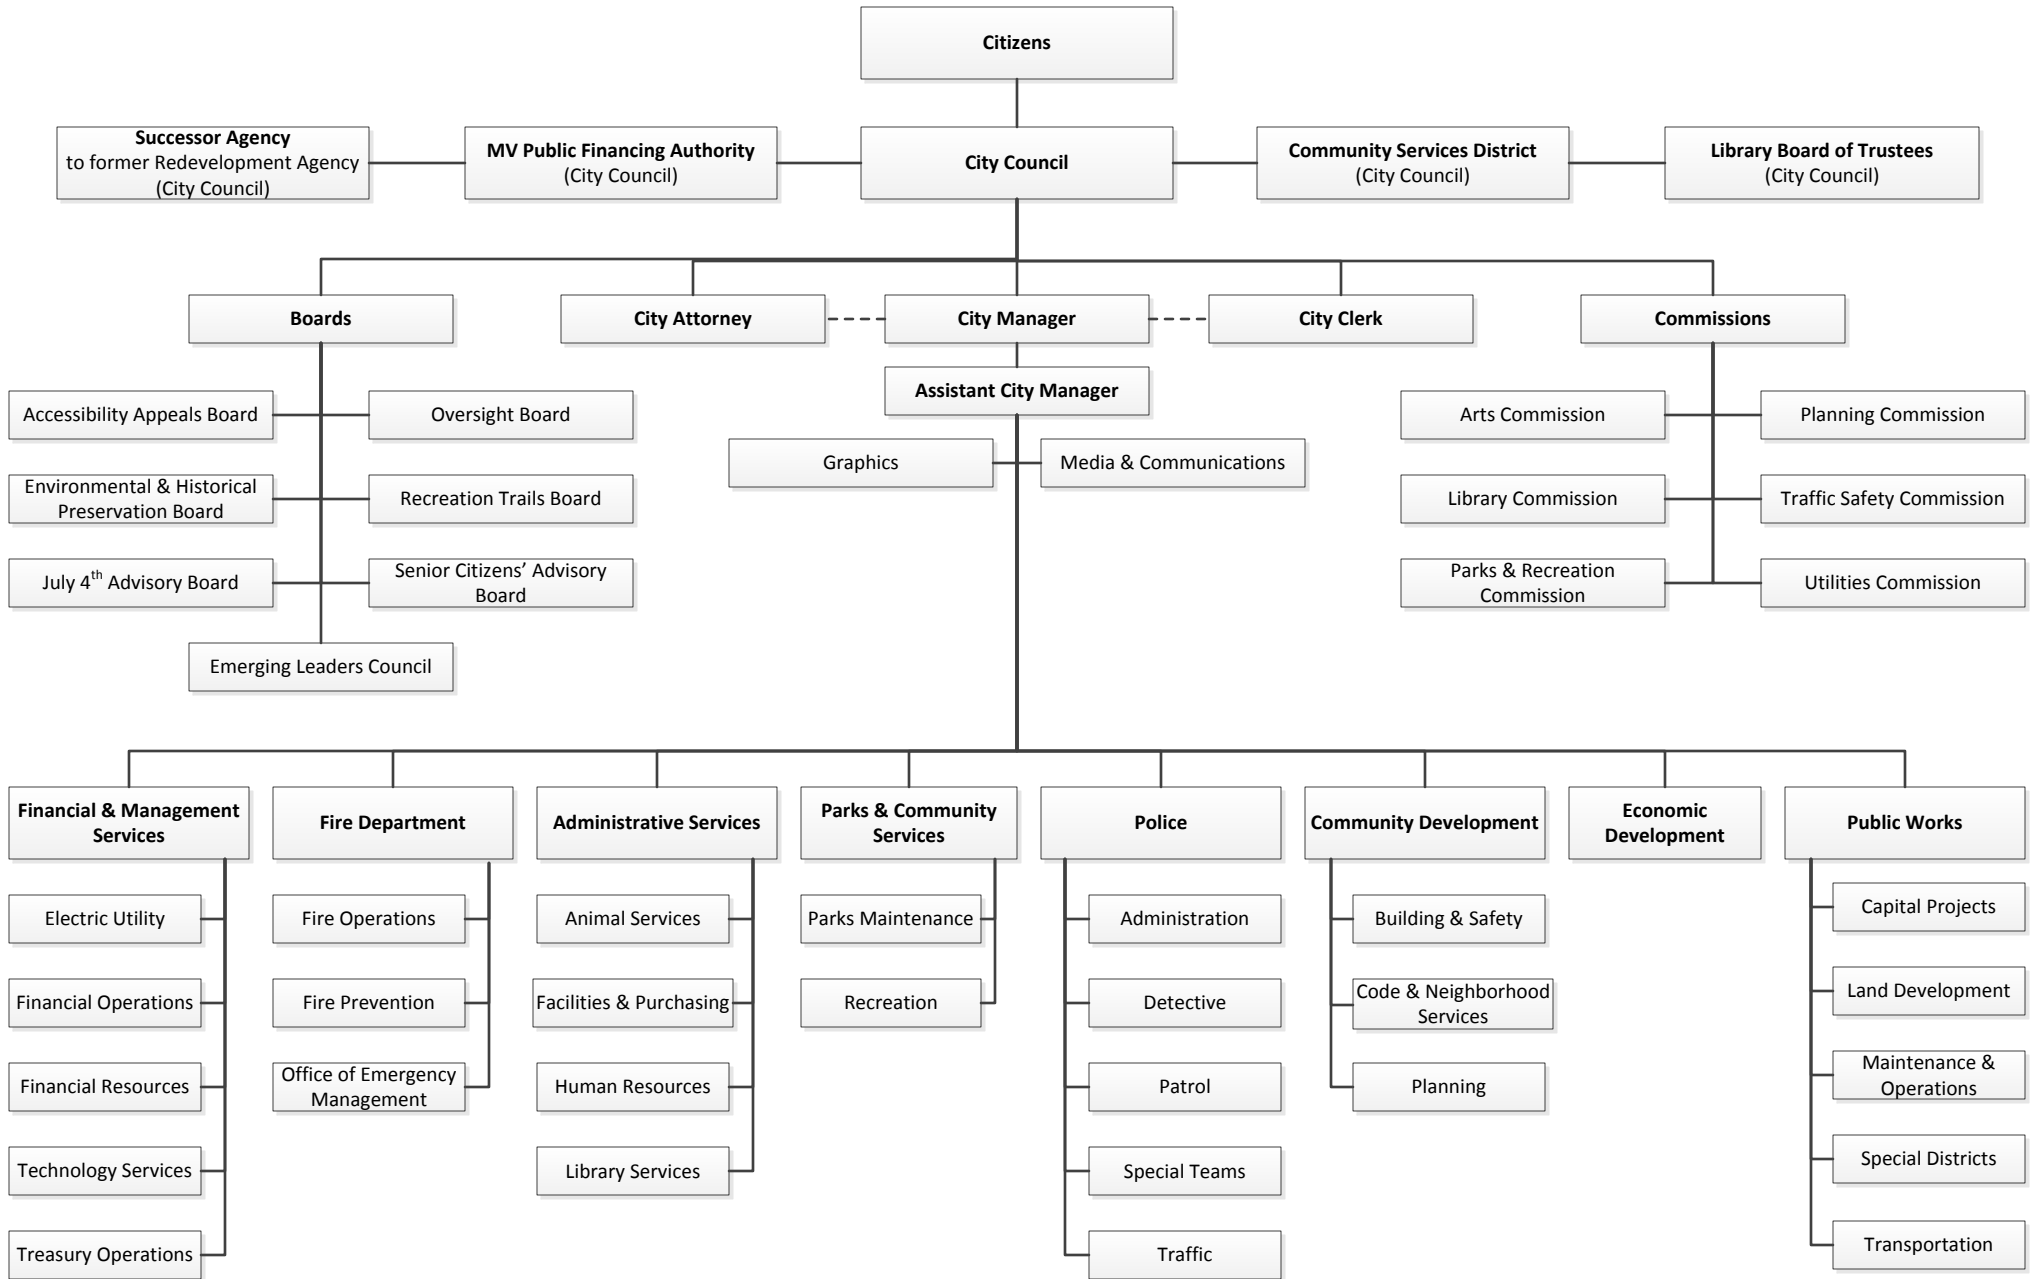 Citizens
Successor Agency
to former Redevelopment Agency
(City Council)
MV Public Financing Authority
(City Council)
City Council
Community Services District
(City Council)
Library Board of Trustees
(City Council)
Boards
City Attorney
City Manager
City Clerk
Commissions
Assistant City Manager
Accessibility Appeals Board
Oversight Board
Environmental & Historical
Preservation Board
Recreation Trails Board
July 4th Advisory Board
Senior Citizens’ Advisory
Board
Emerging Leaders Council
Graphics
Media & Communications
Arts Commission
Planning Commission
Library Commission
Traffic Safety Commission
Parks & Recreation
Commission
Utilities Commission
Financial & Management
Services
Electric Utility
Financial Operations
Financial Resources
Technology Services
Treasury Operations
Fire Department
Fire Operations
Fire Prevention
Office of Emergency
Management
Administrative Services
Animal Services
Facilities & Purchasing
Human Resources
Library Services
Parks & Community
Services
Parks Maintenance
Recreation
Police
Administration
Detective
Patrol
Special Teams
Traffic
Community Development
Building & Safety
Code & Neighborhood
Services
Planning
Economic
Development
Public Works
Capital Projects
Land Development
Maintenance &
Operations
Special Districts
Transportation